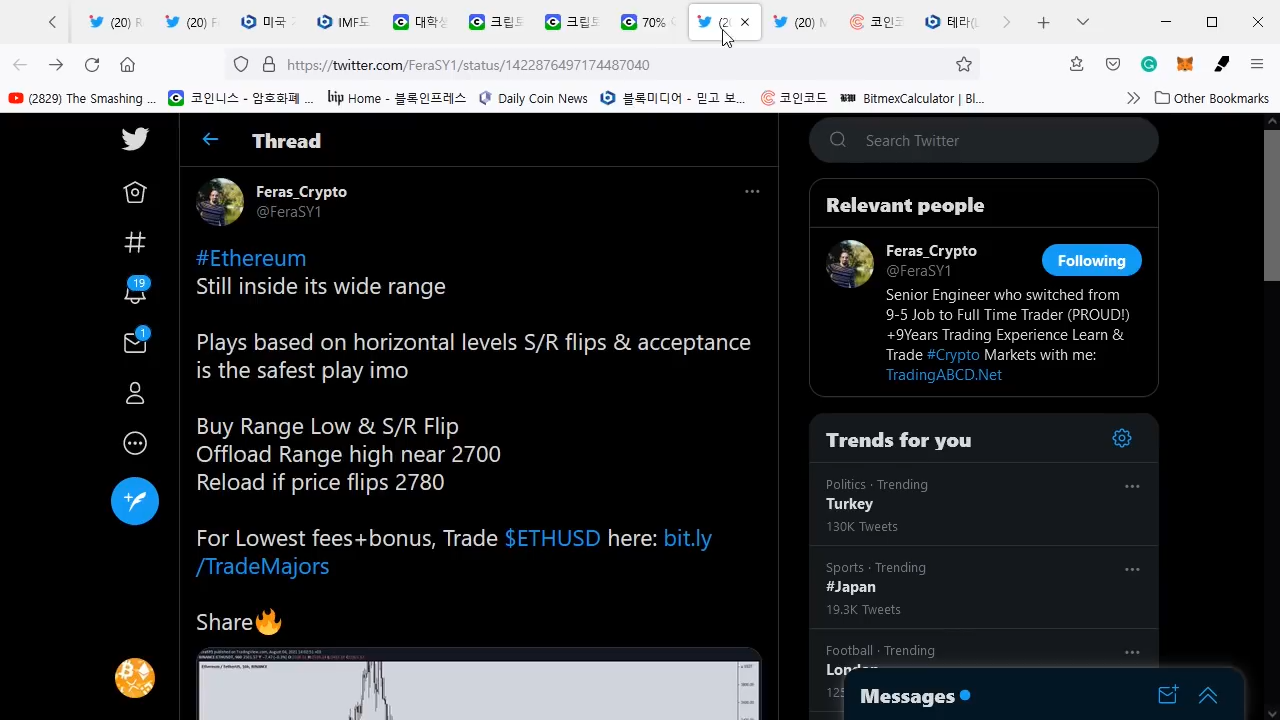 (20) F
미국
IMF도
대학생
크립토
크립토
70%
(20) M
코인코
테라(L
https://twitter.com/FeraSY1/status/1422876497174487040
(2829) The Smashing ...
코인니스 - 암호화폐 ...
bip Home - 블록인프레스
Daily Coin News
블록미디어 - 믿고 보...
코인코드
BitmexCalculator | Bl...
Other Bookmarks
Thread
Search Twitter
Feras_Crypto
@FeraSY1
#Ethereum
Still inside its wide range
Plays based on horizontal levels S/R flips & acceptance
is the safest play imo
Buy Range Low & S/R Flip
Offload Range high near 2700
Reload if price flips 2780
For Lowest fees+bonus, Trade $ETHUSD here: bit.ly
/TradeMajors
Share🔥
19
1
Relevant people
Feras_Crypto
@FeraSY1
Following
Senior Engineer who switched from
9-5 Job to Full Time Trader (PROUD!)
+9Years Trading Experience Learn &
Trade #Crypto Markets with me:
TradingABCD.Net
Trends for you
Politics · Trending
Turkey
130K Tweets
Sports · Trending
#Japan
19.3K Tweets
Football · Trending
Messages